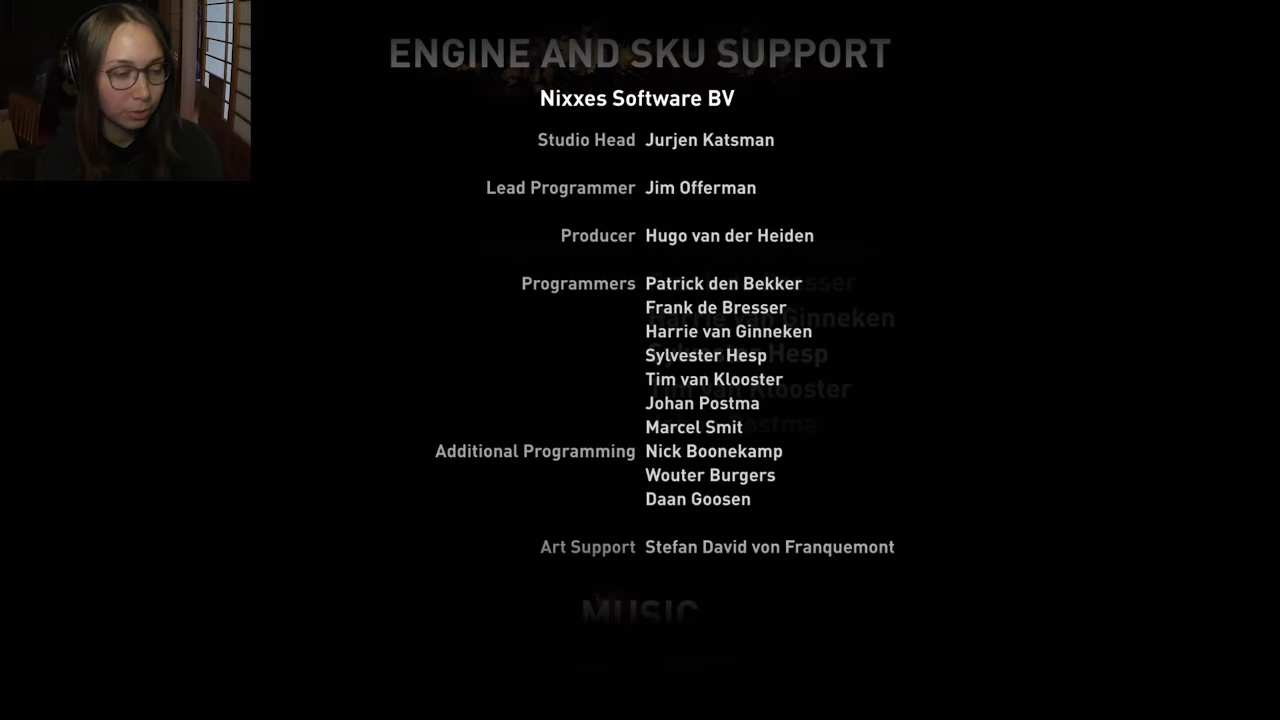 ENGINE AND SKU SUPPORT
Nixxes Software BV
Studio Head Jurjen Katsman
Lead Programmer Jim Offerman
Producer Hugo van der Heiden
Programmers Patrick den Bekker
Frank de Bresser
Harrie van Ginneken
Sylvester Hesp
Tim van Klooster
Johan Postma
Marcel Smit
Additional Programming Nick Boonekamp
Wouter Burgers
Daan Goosen
Art Support Stefan David von Franquemont
MUSIC